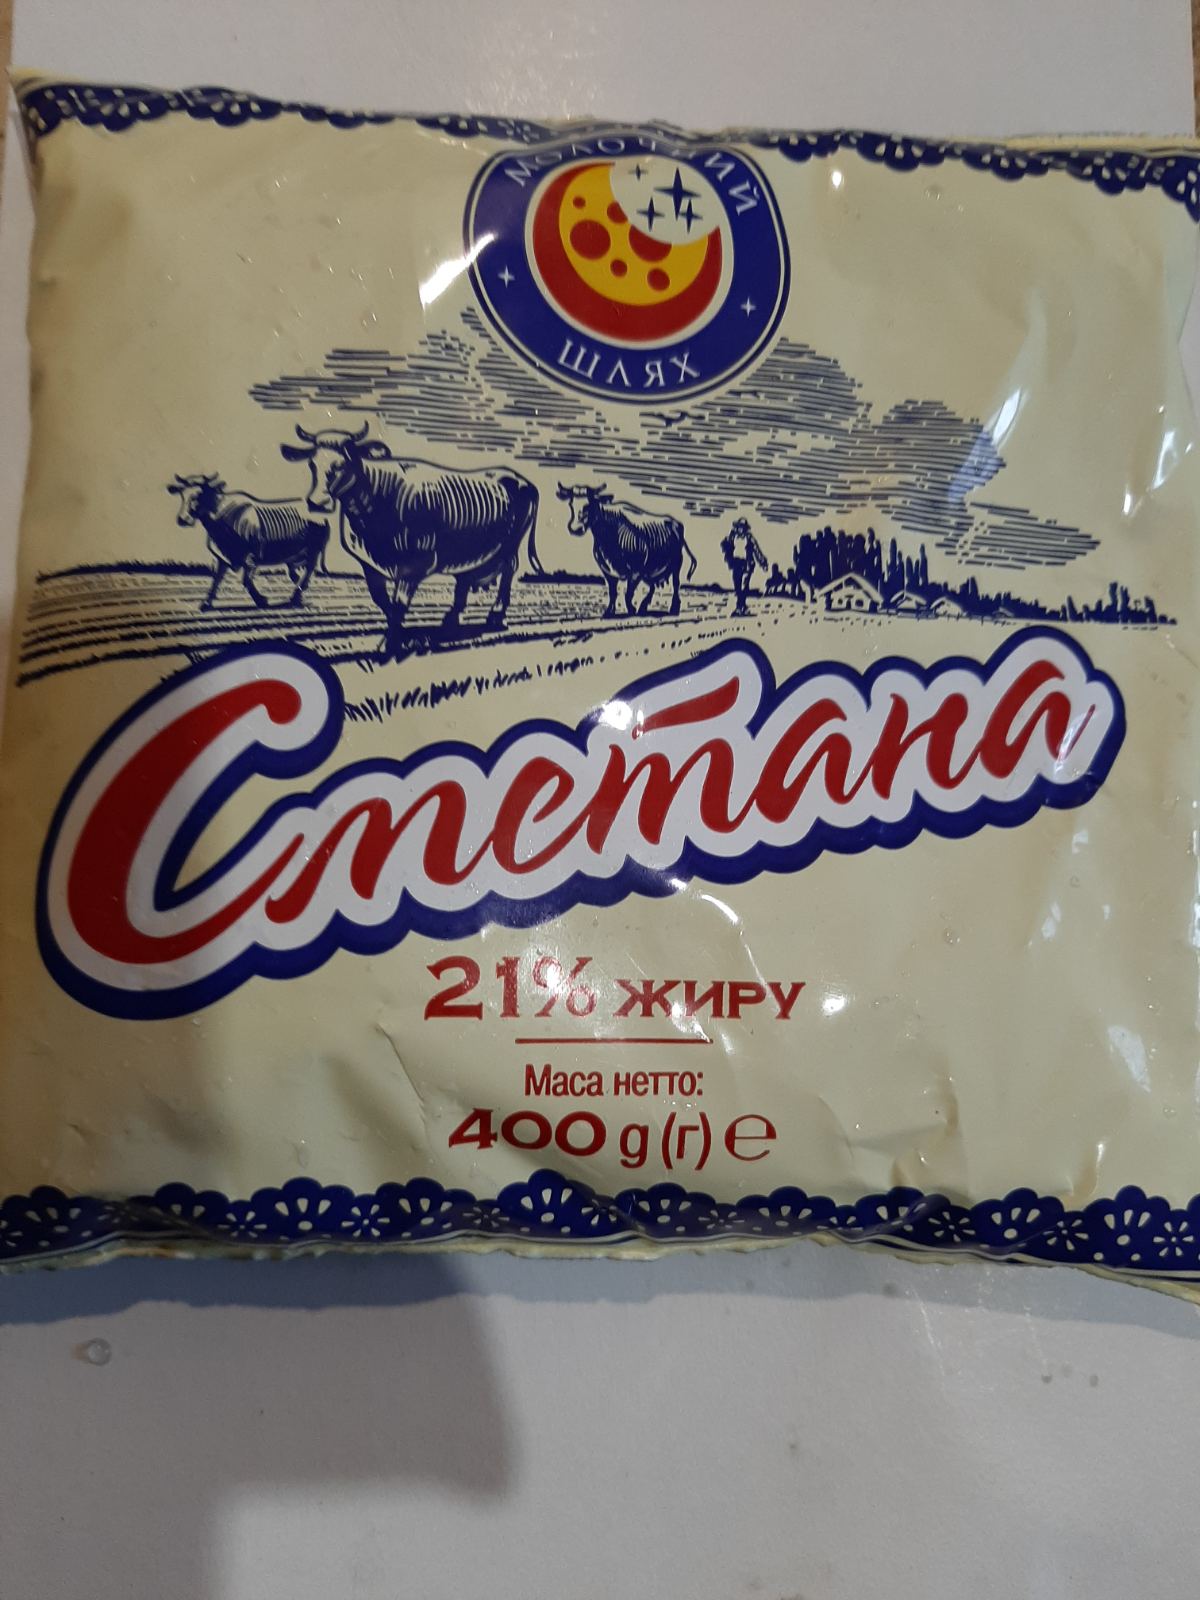 МОЛОЧНИЙ
ШЛЯХ
Сметана
21% ЖИРУ
Маса нетто:
400 g (г) ℮